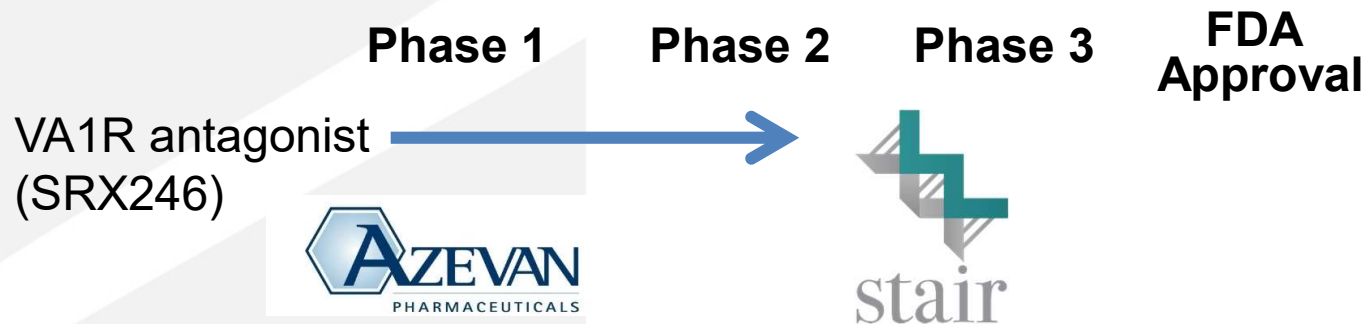 Phase 1 Phase 2 Phase 3 FDA Approval
VA1R antagonist
(SRX246)
AZEVAN
PHARMACEUTICALS
stair